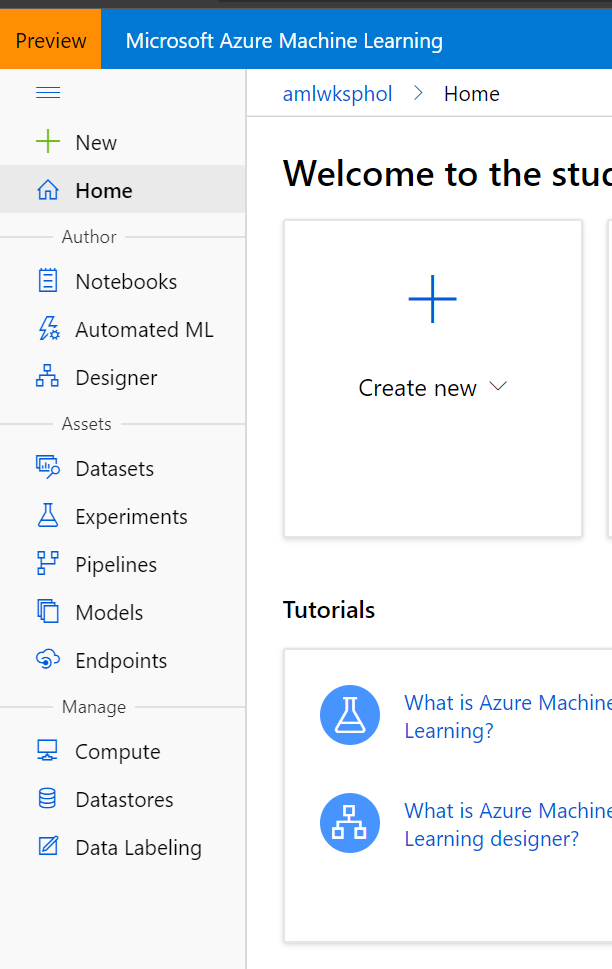 Preview
Microsoft Azure Machine Learning
New
Home
Author
Notebooks
Automated ML
Designer
Assets
Datasets
Experiments
Pipelines
Models
Endpoints
Manage
Compute
Datastores
Data Labeling
amlwksphol > Home
Welcome to the stud
Create new
Tutorials
What is Azure Machine
Learning?
What is Azure Machine
Learning designer?